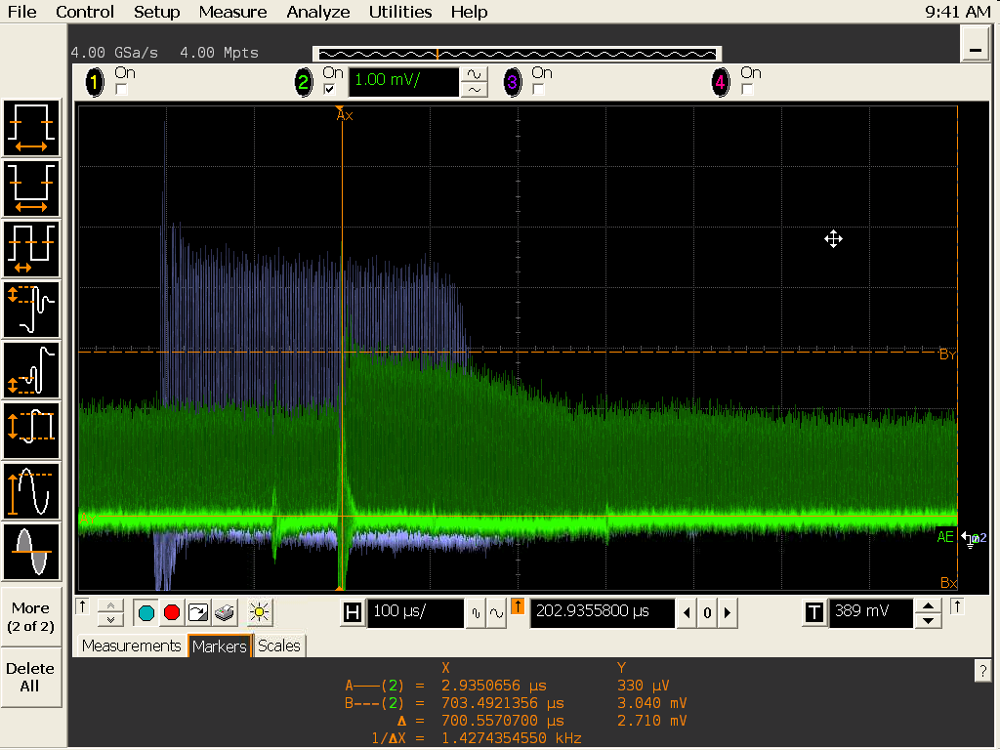 File Control Setup Measure Analyze Utilities Help 9:41 AM
4.00 GSa/s 4.00 Mpts
1 On 2 On 1.00 mV/ 3 On 4 On
Ax
By
AE
2
Bx
More
(2 of 2)
Delete
All
H 100 µs/ 202.9355800 µs 0 T 389 mV
Measurements Markers Scales
?
X Y
A———(2) = 2.9350656 µs 330 µV
B---(2) = 703.4921356 µs 3.040 mV
Δ = 700.5570700 µs 2.710 mV
1/ΔX = 1.4274354550 kHz